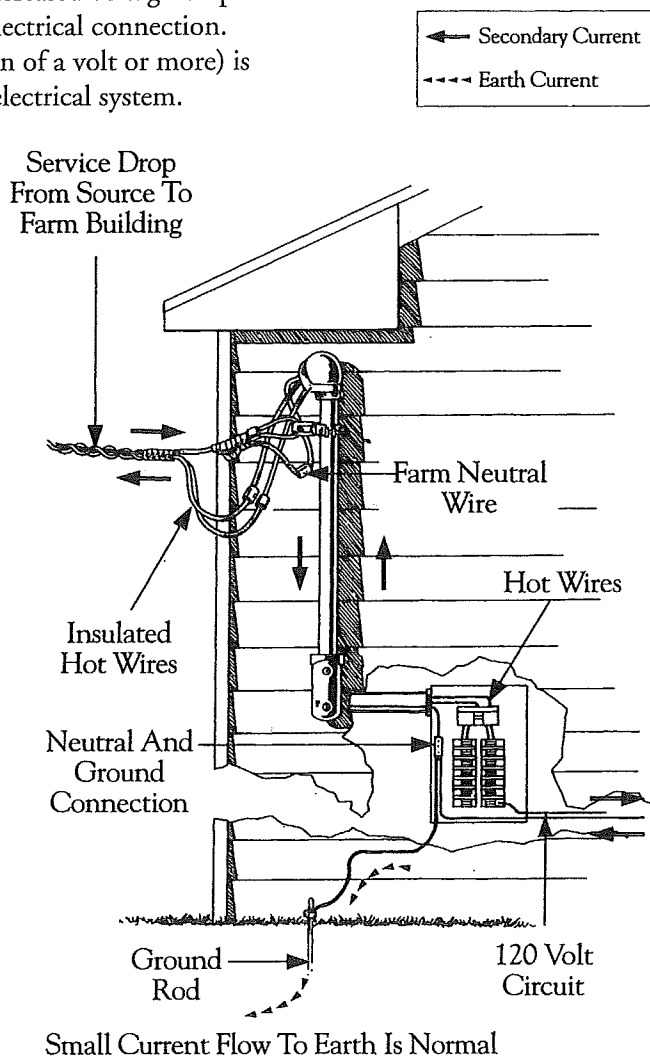 electrical connection.
n of a volt or more) is
electrical system.
Secondary Current
Earth Current
Service Drop
From Source To
Farm Building
Farm Neutral
Wire
Hot Wires
Insulated
Hot Wires
Neutral And
Ground
Connection
Ground
Rod
120 Volt
Circuit
Small Current Flow To Earth Is Normal